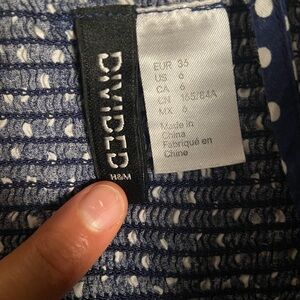 DIVIDED
H&M
EUR 36
US 6
CA 6
CN 165/84A
MX 6
Made in
China
Fabriqué en
Chine